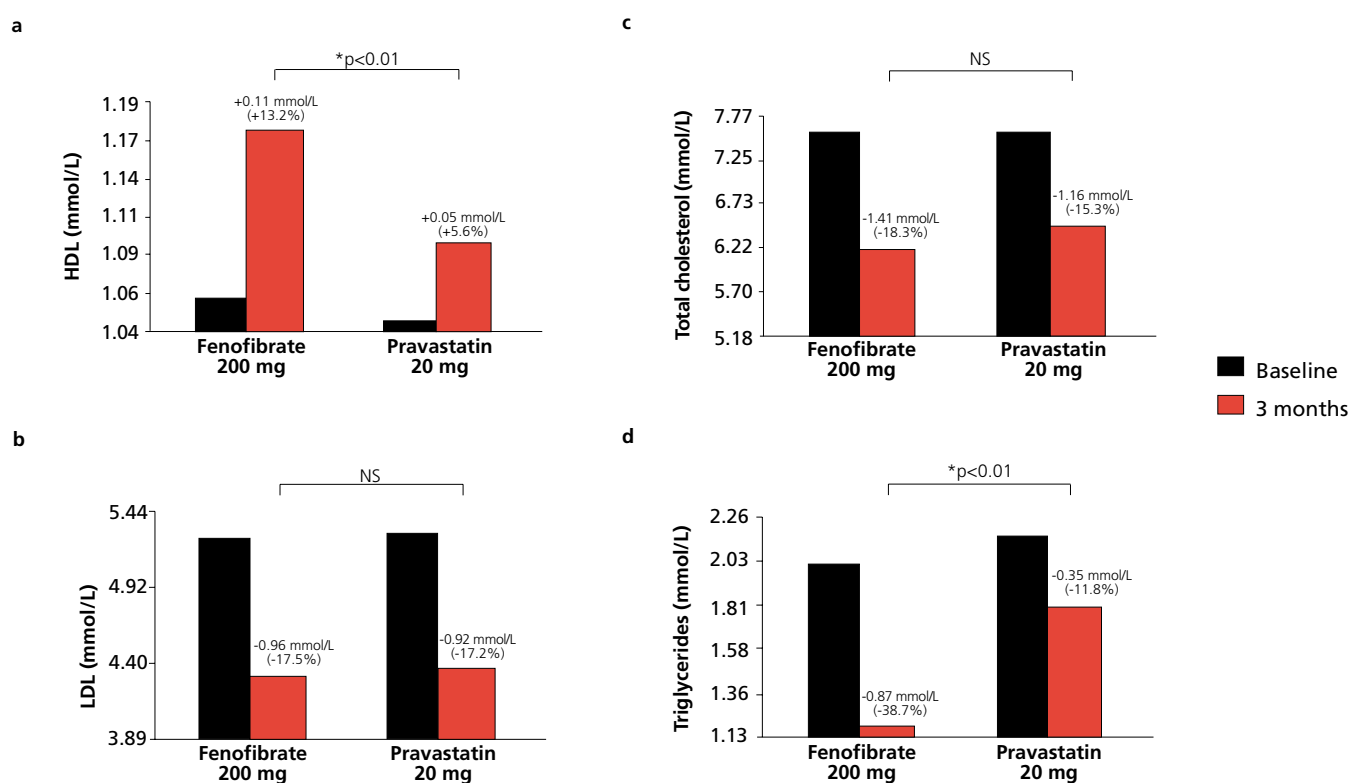 a
*p<0.01
HDL (mmol/L)
1.19
1.17
1.14
1.11
1.09
1.06
1.04
+0.11 mmol/L
(+13.2%)
+0.05 mmol/L
(+5.6%)
Fenofibrate
200 mg
Pravastatin
20 mg
c
NS
Total cholesterol (mmol/L)
7.77
7.25
6.73
6.22
5.70
5.18
-1.41 mmol/L
(-18.3%)
-1.16 mmol/L
(-15.3%)
Fenofibrate
200 mg
Pravastatin
20 mg
Baseline
3 months
b
NS
LDL (mmol/L)
5.44
4.92
4.40
3.89
-0.96 mmol/L
(-17.5%)
-0.92 mmol/L
(-17.2%)
Fenofibrate
200 mg
Pravastatin
20 mg
d
*p<0.01
Triglycerides (mmol/L)
2.26
2.03
1.81
1.58
1.36
1.13
-0.87 mmol/L
(-38.7%)
-0.35 mmol/L
(-11.8%)
Fenofibrate
200 mg
Pravastatin
20 mg